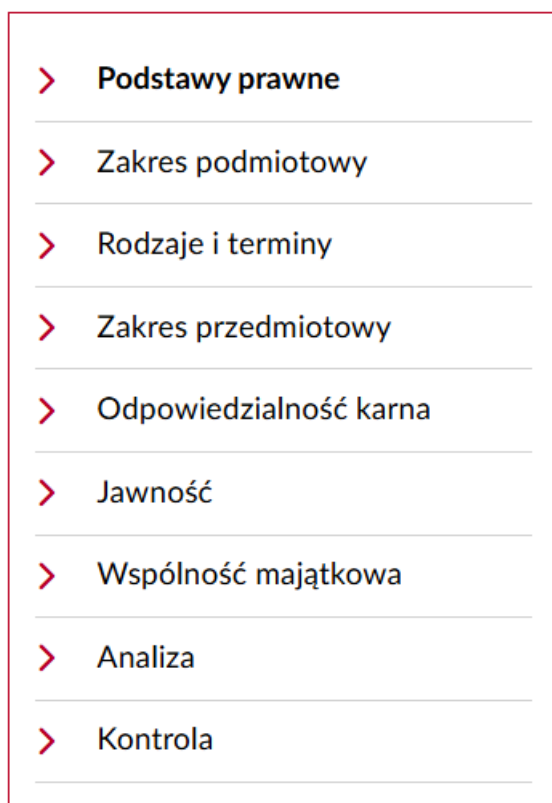 Podstawy prawne
Zakres podmiotowy
Rodzaje i terminy
Zakres przedmiotowy
Odpowiedzialność karna
Jawność
Wspólność majątkowa
Analiza
Kontrola